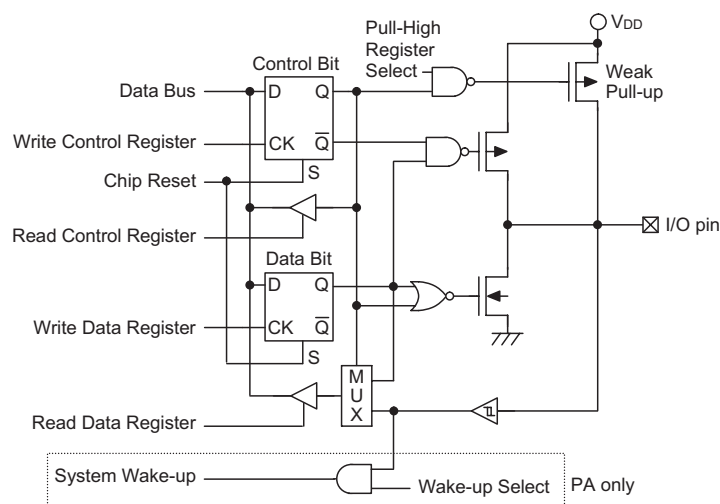 VDD
Pull-High
Register
Select
Control Bit
Weak
Pull-up
Data Bus
D
Q
Write Control Register
CK
Q
Chip Reset
S
Read Control Register
I/O pin
Data Bit
D
Q
Write Data Register
CK
Q
S
M
U
X
Read Data Register
System Wake-up
Wake-up Select
PA only